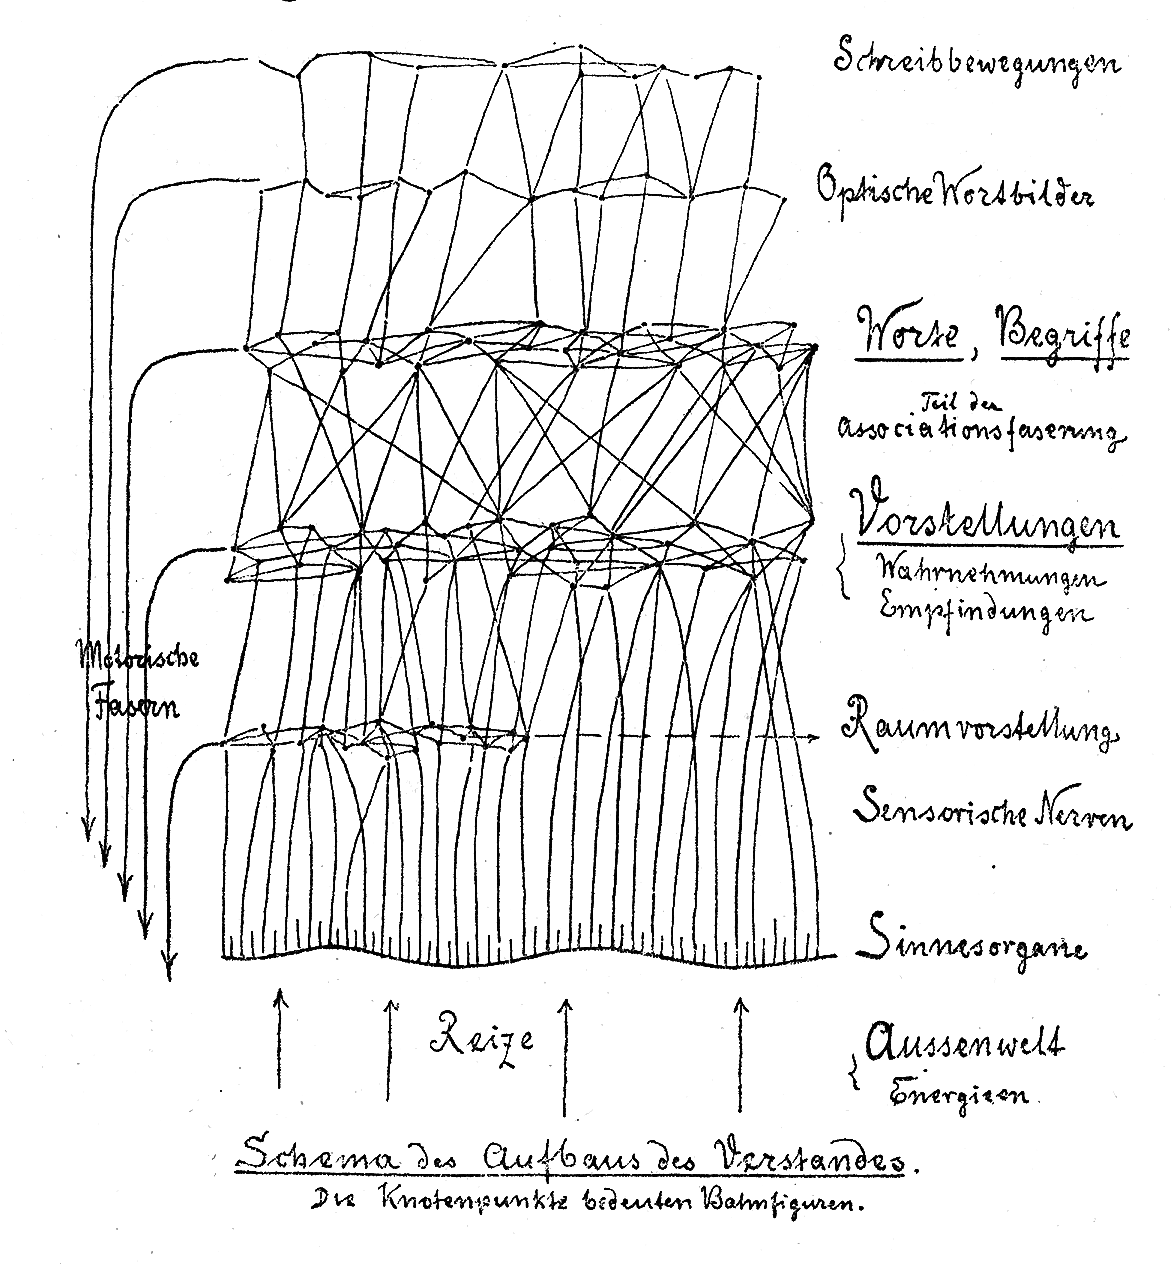 Schreibbewegungen
Optische Wortbilder
Worte, Begriffe
Teil der
Associationsfaserung
Vorstellungen
Wahrnehmungen
Empfindungen
Motorische
Fasern
Raumvorstellung
Sensorische Nerven
Sinnesorgane
Reize
Aussenwelt
Energieen
Schema des Aufbaus des Verstandes.
Die Knotenpunkte bedeuten Bahnfiguren.